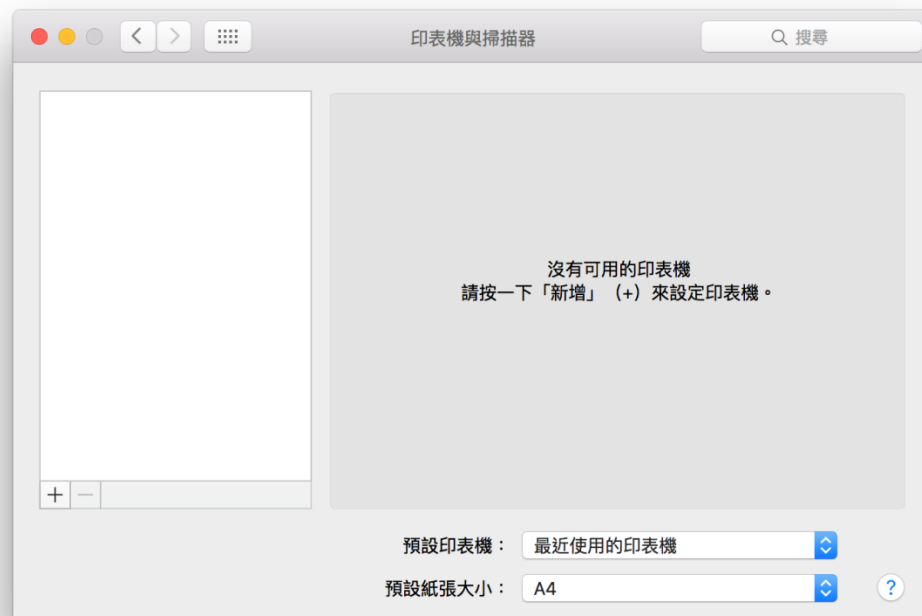 印表機與掃描器
搜尋
沒有可用的印表機
請按一下「新增」（+）來設定印表機。
預設印表機：
最近使用的印表機
預設紙張大小：
A4
?